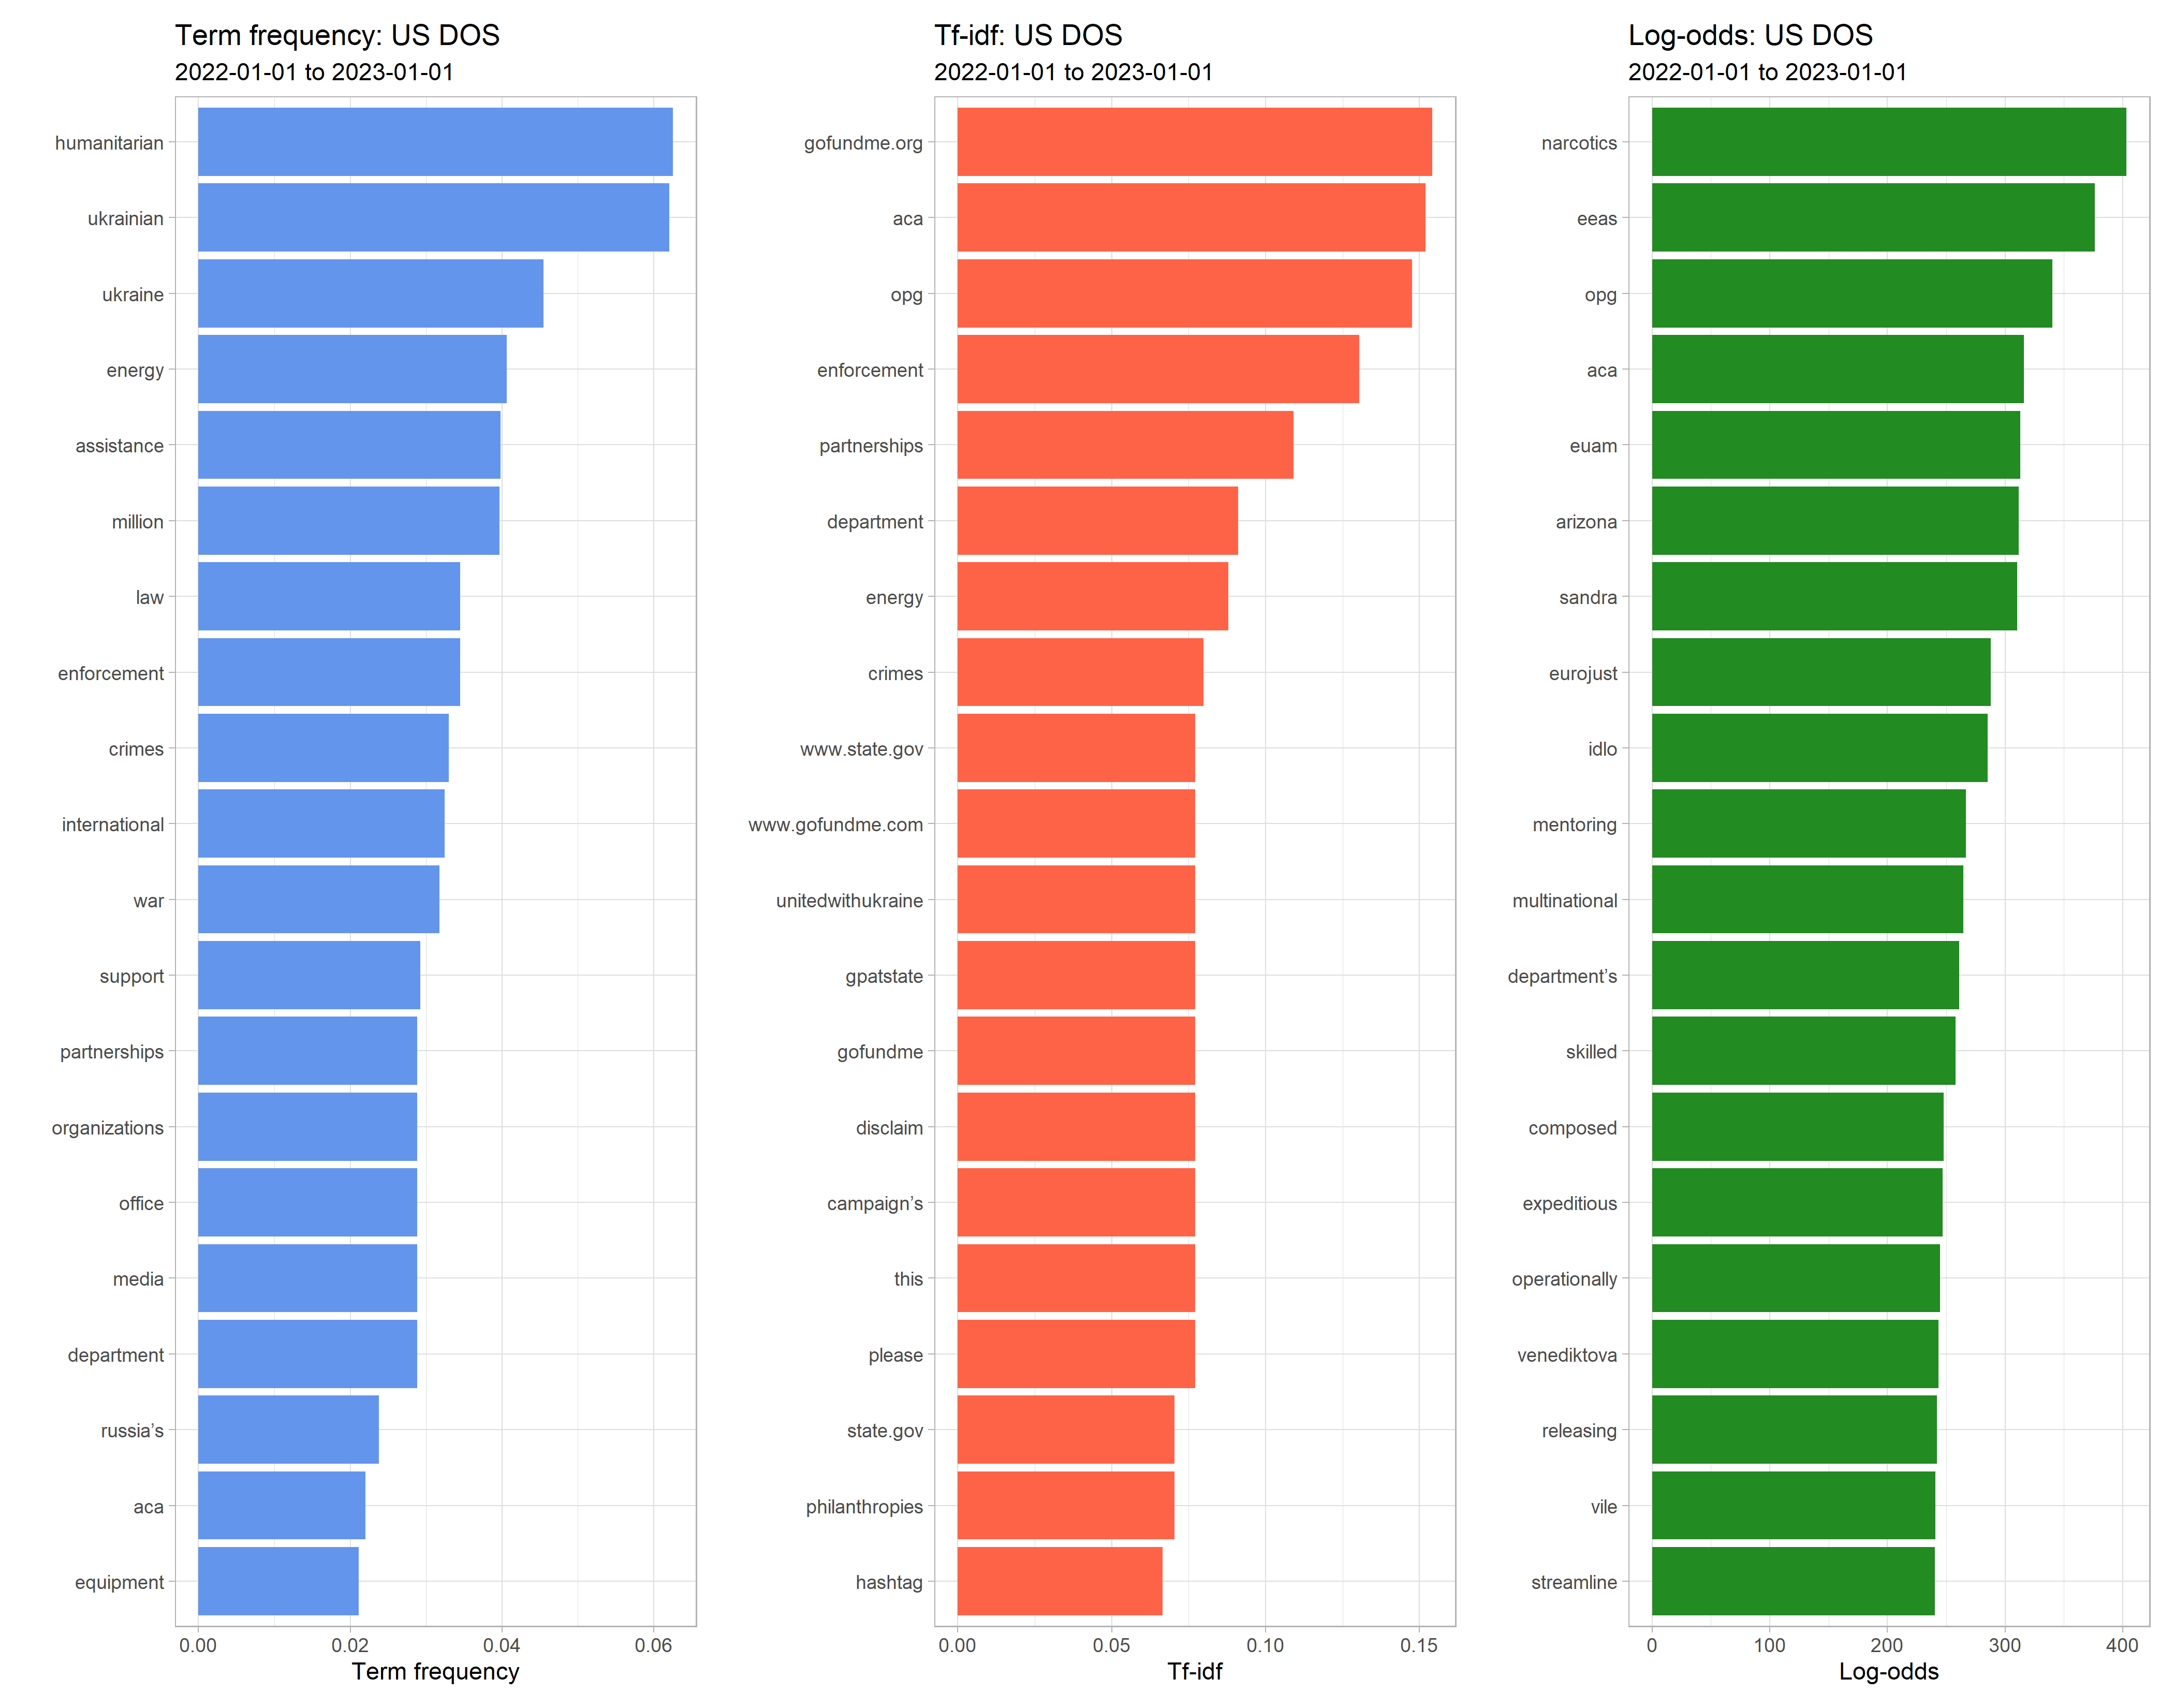 Term frequency: US DOS
2022-01-01 to 2023-01-01
humanitarian
ukrainian
ukraine
energy
assistance
million
law
enforcement
crimes
international
war
support
partnerships
organizations
office
media
department
russia’s
aca
equipment
0.00 0.02 0.04 0.06
Term frequency
Tf-idf: US DOS
2022-01-01 to 2023-01-01
gofundme.org
aca
opg
enforcement
partnerships
department
energy
crimes
www.state.gov
www.gofundme.com
unitedwithukraine
gpatstate
gofundme
disclaim
campaign’s
this
please
state.gov
philanthropies
hashtag
0.00 0.05 0.10 0.15
Tf-idf
Log-odds: US DOS
2022-01-01 to 2023-01-01
narcotics
eeas
opg
aca
euam
arizona
sandra
eurojust
idlo
mentoring
multinational
department’s
skilled
composed
expeditious
operationally
venediktova
releasing
vile
streamline
0 100 200 300 400
Log-odds